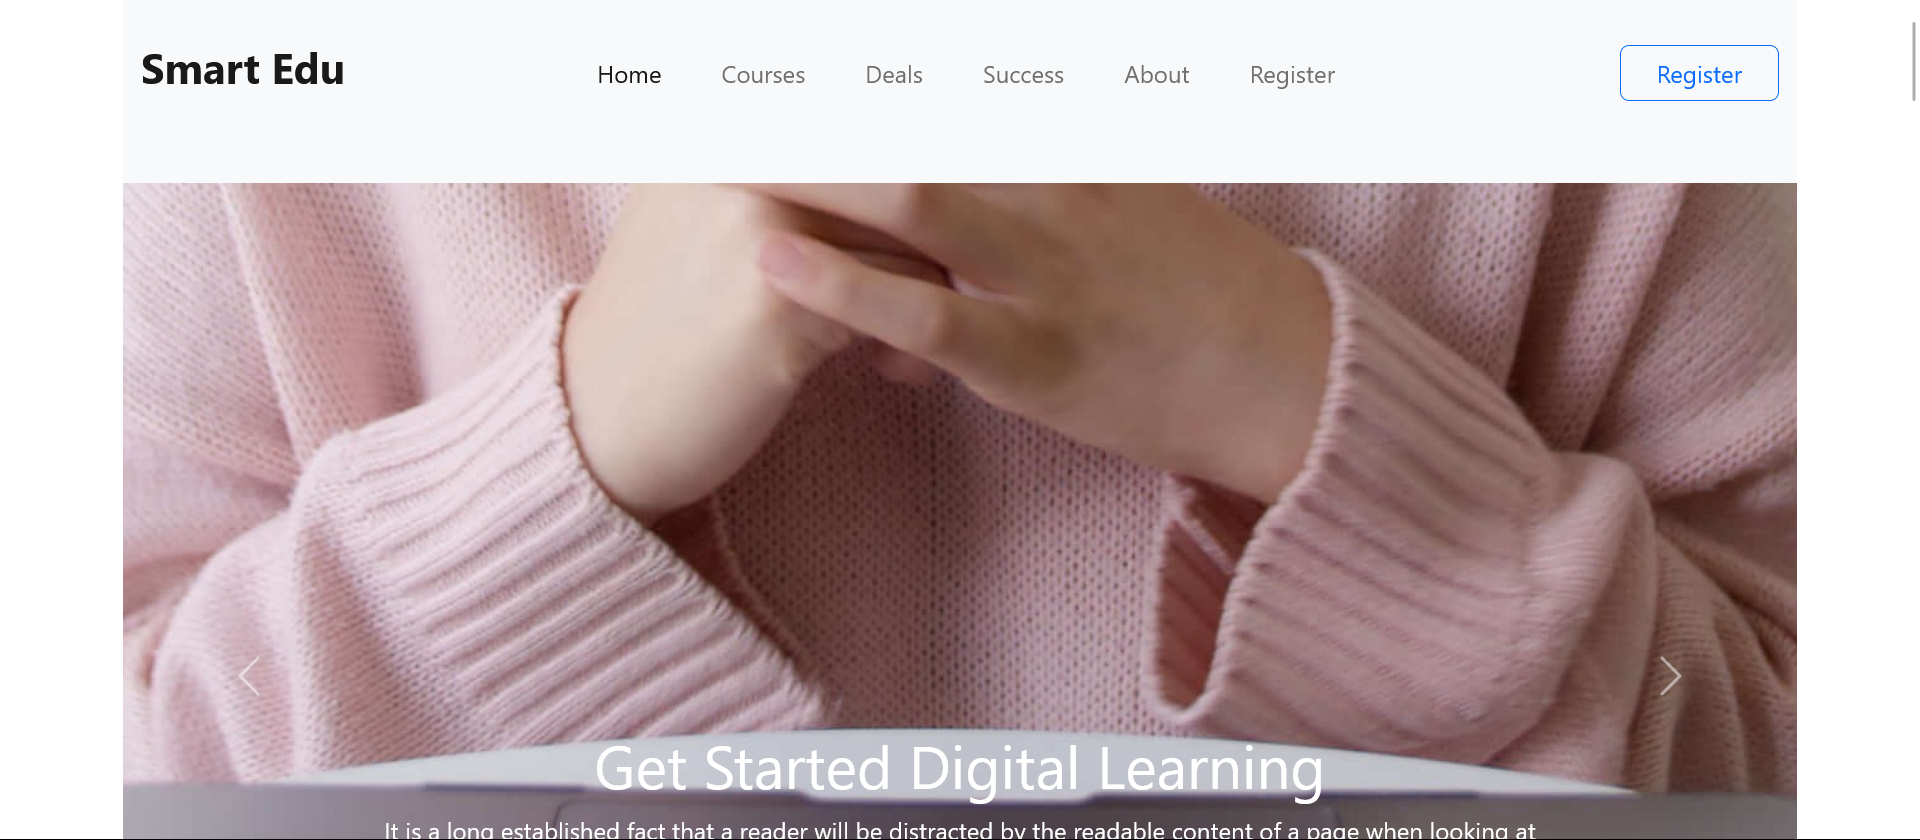 Smart Edu
Home Courses Deals Success About Register
Register
Get Started Digital Learning
It is a long established fact that a reader will be distracted by the readable content of a page when looking at